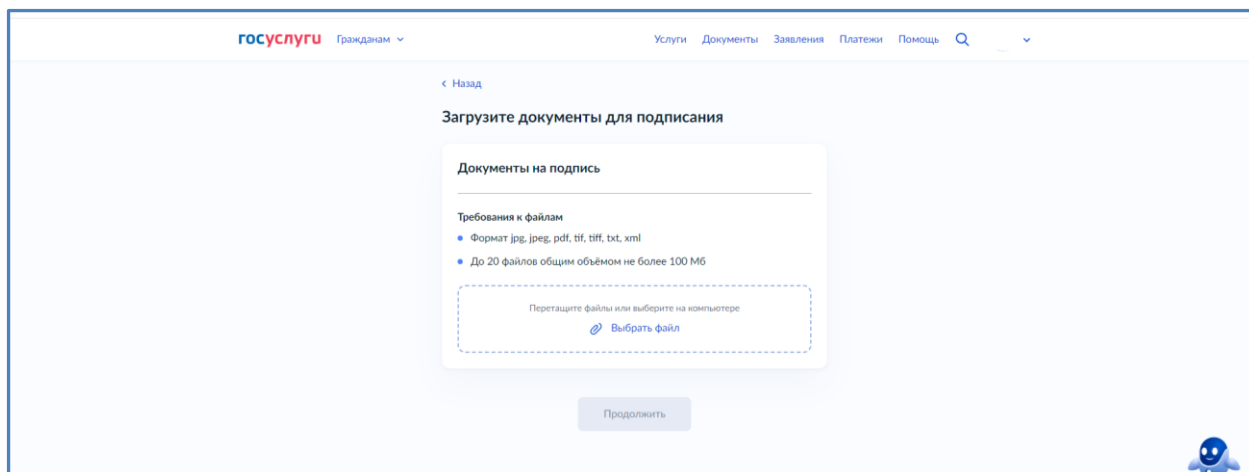 госуслуги Гражданам Услуги Документы Заявления Платежи Помощь
Назад
Загрузите документы для подписания
Документы на подпись
Требования к файлам
Формат jpg, jpeg, pdf, tif, tiff, txt, xml
До 20 файлов общим объёмом не более 100 Мб
Перетащите файлы или выберите на компьютере
Выбрать файл
Продолжить